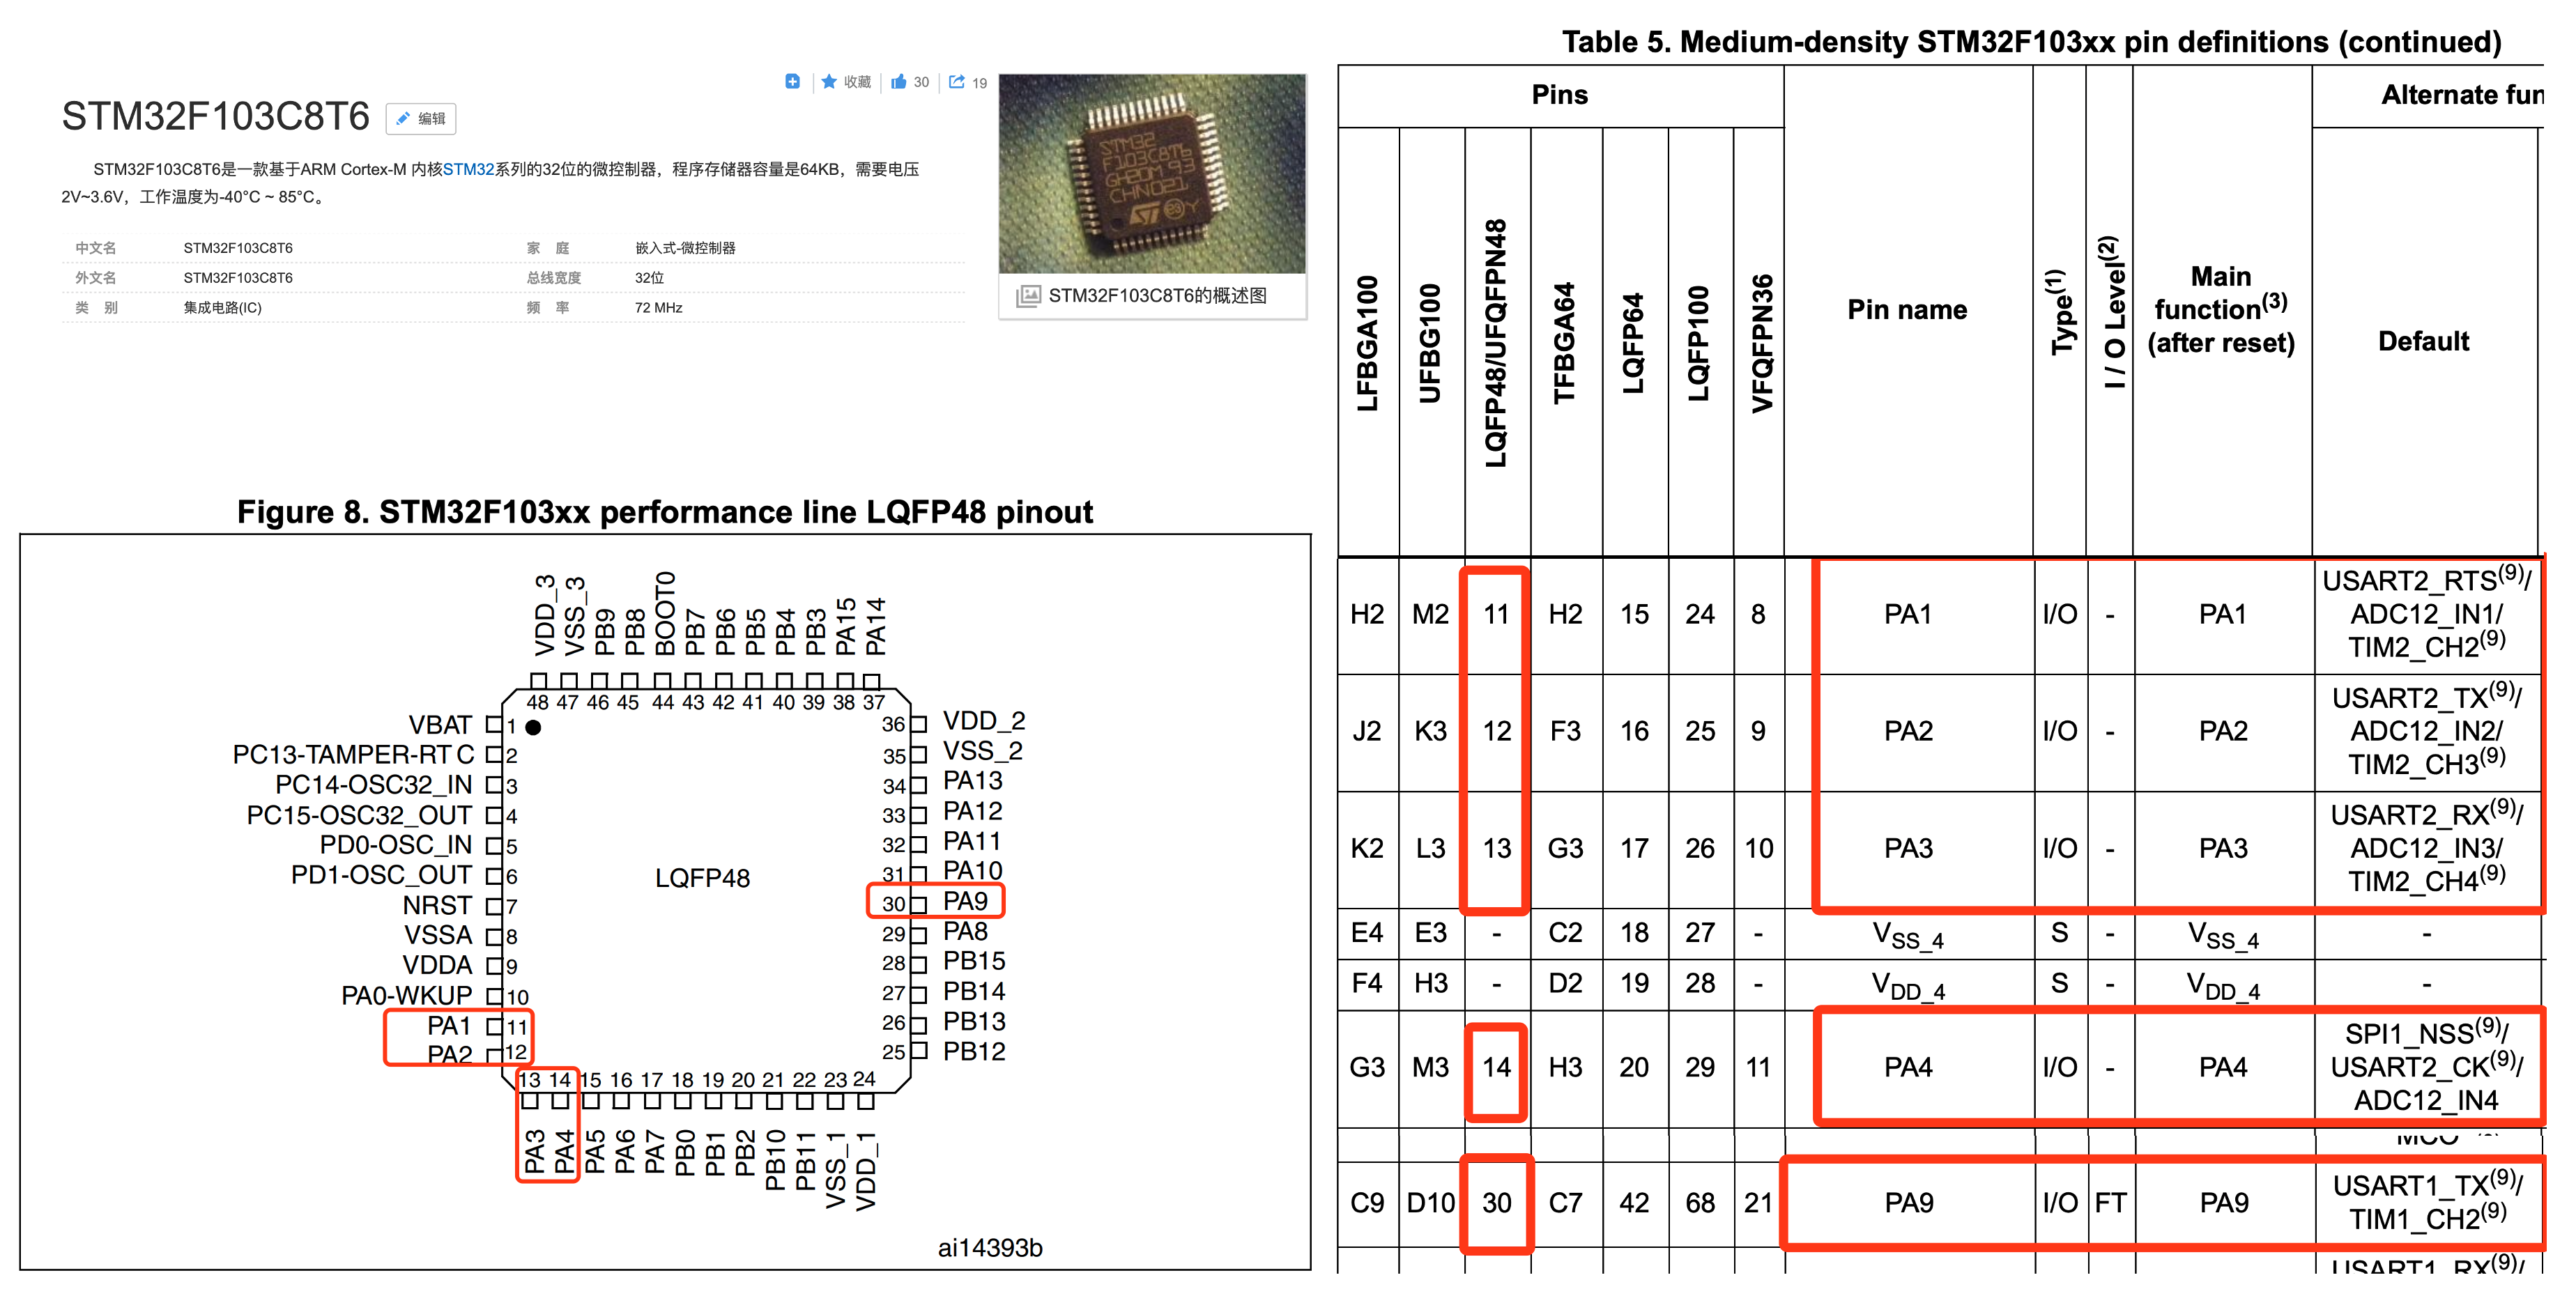 收藏 30 19
STM32F103C8T6 编辑
STM32F103C8T6是一款基于ARM Cortex-M 内核STM32系列的32位的微控制器，程序存储器容量是64KB，需要电压
2V~3.6V，工作温度为-40°C ~ 85°C。
中文名 STM32F103C8T6 家 庭 嵌入式-微控制器
外文名 STM32F103C8T6 总线宽度 32位
类 别 集成电路(IC) 频 率 72 MHz
STM32
F103C8T6
CHN 021
ST
STM32F103C8T6的概述图
Figure 8. STM32F103xx performance line LQFP48 pinout
VDD_3
VSS_3
PB9
PB8
BOOT0
PB7
PB6
PB5
PB4
PB3
PA15
PA14
48 47 46 45 44 43 42 41 40 39 38 37
VBAT 1
PC13-TAMPER-RTC 2
PC14-OSC32_IN 3
PC15-OSC32_OUT 4
PD0-OSC_IN 5
PD1-OSC_OUT 6
NRST 7
VSSA 8
VDDA 9
PA0-WKUP 10
PA1 11
PA2 12
LQFP48
36 VDD_2
35 VSS_2
34 PA13
33 PA12
32 PA11
31 PA10
30 PA9
29 PA8
28 PB15
27 PB14
26 PB13
25 PB12
13 14 15 16 17 18 19 20 21 22 23 24
PA3
PA4
PA5
PA6
PA7
PB0
PB1
PB2
PB10
PB11
VSS_1
VDD_1
ai14393b
Table 5. Medium-density STM32F103xx pin definitions (continued)
Pins
Alternate fun
LFBGA100
UFBG100
LQFP48/UFQFPN48
TFBGA64
LQFP64
LQFP100
VFQFPN36
Pin name
Type(1)
I / O Level(2)
Main
function(3)
(after reset)
Default
H2 M2 11 H2 15 24 8 PA1 I/O - PA1 USART2_RTS(9)/
ADC12_IN1/
TIM2_CH2(9)
J2 K3 12 F3 16 25 9 PA2 I/O - PA2 USART2_TX(9)/
ADC12_IN2/
TIM2_CH3(9)
K2 L3 13 G3 17 26 10 PA3 I/O - PA3 USART2_RX(9)/
ADC12_IN3/
TIM2_CH4(9)
E4 E3 - C2 18 27 - VSS_4 S - VSS_4 -
F4 H3 - D2 19 28 - VDD_4 S - VDD_4 -
G3 M3 14 H3 20 29 11 PA4 I/O - PA4 SPI1_NSS(9)/
USART2_CK(9)/
ADC12_IN4
C9 D10 30 C7 42 68 21 PA9 I/O FT PA9 USART1_TX(9)/
TIM1_CH2(9)
USART1_RX(9)/